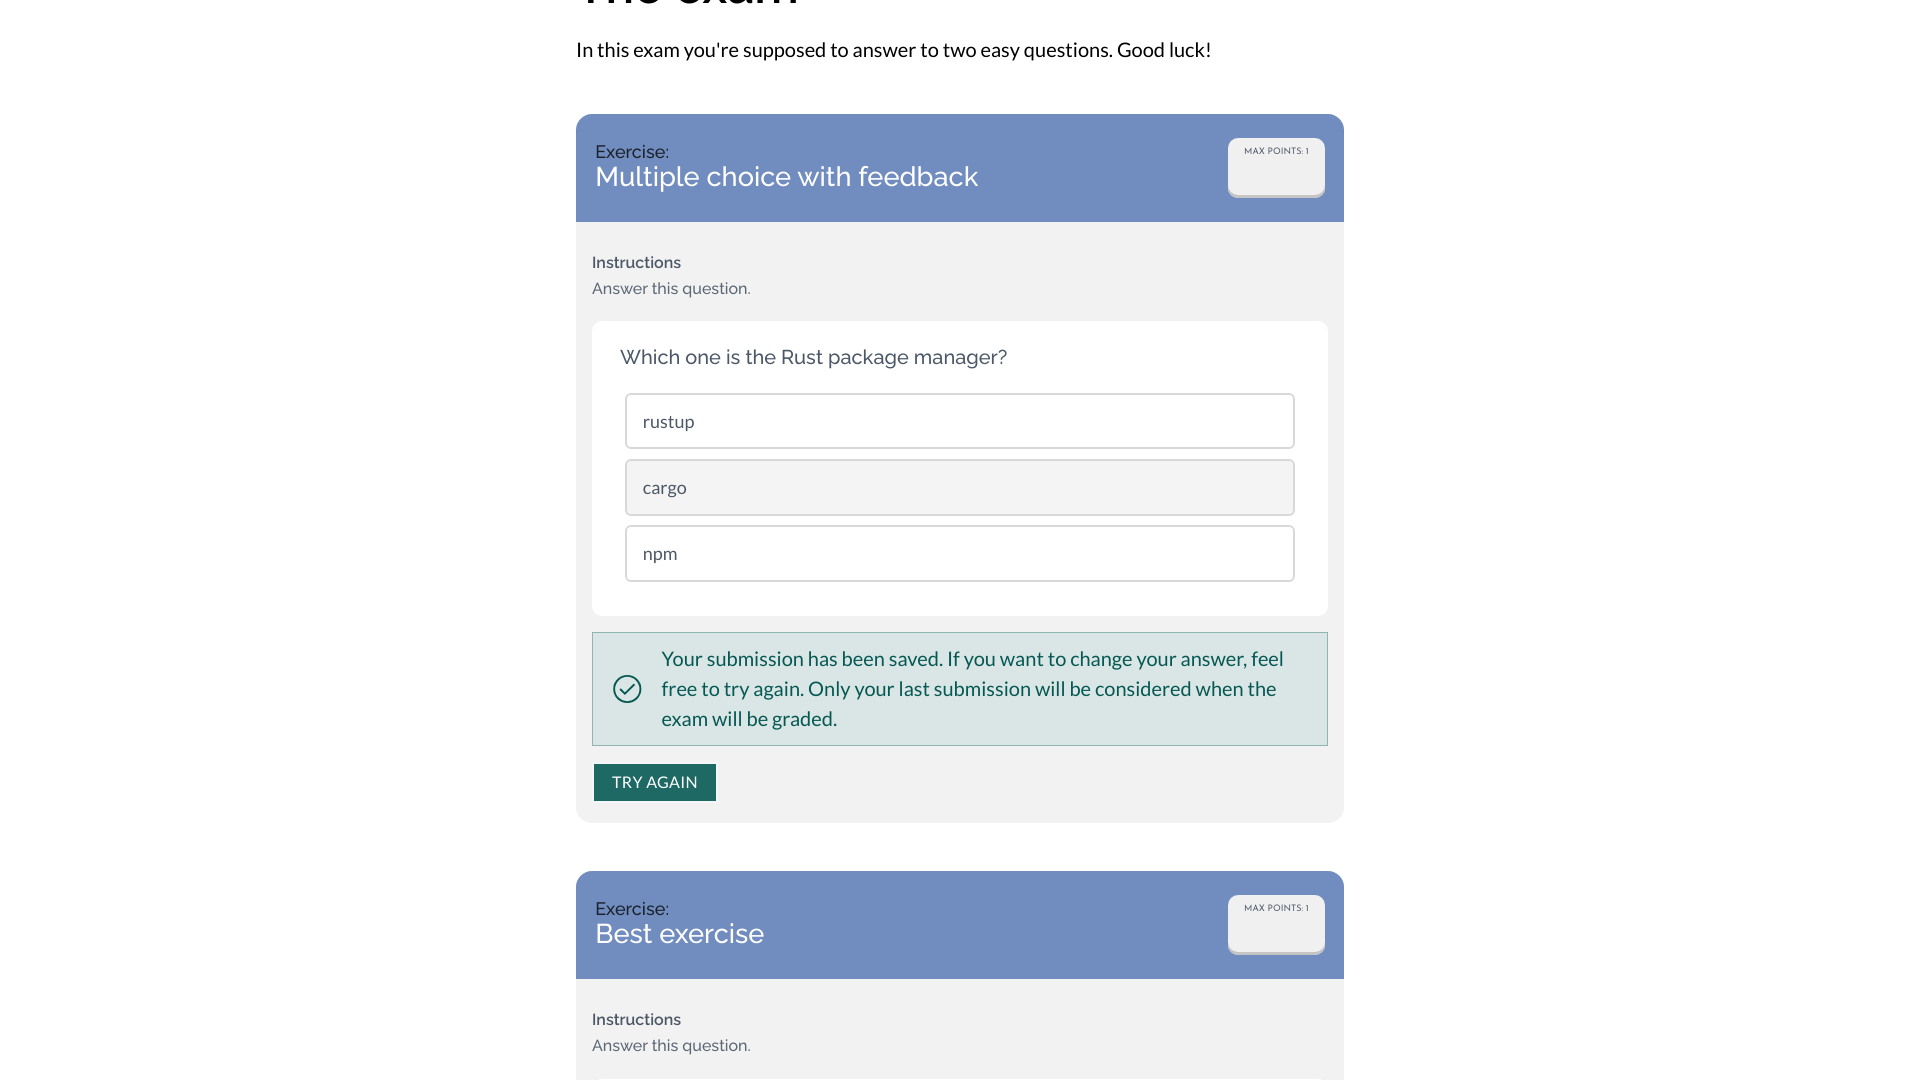 The exam
In this exam you're supposed to answer to two easy questions. Good luck!
Exercise:
Multiple choice with feedback
MAX POINTS: 1
Instructions
Answer this question.
Which one is the Rust package manager?
rustup
cargo
npm
Your submission has been saved. If you want to change your answer, feel
free to try again. Only your last submission will be considered when the
exam will be graded.
TRY AGAIN
Exercise:
Best exercise
MAX POINTS: 1
Instructions
Answer this question.